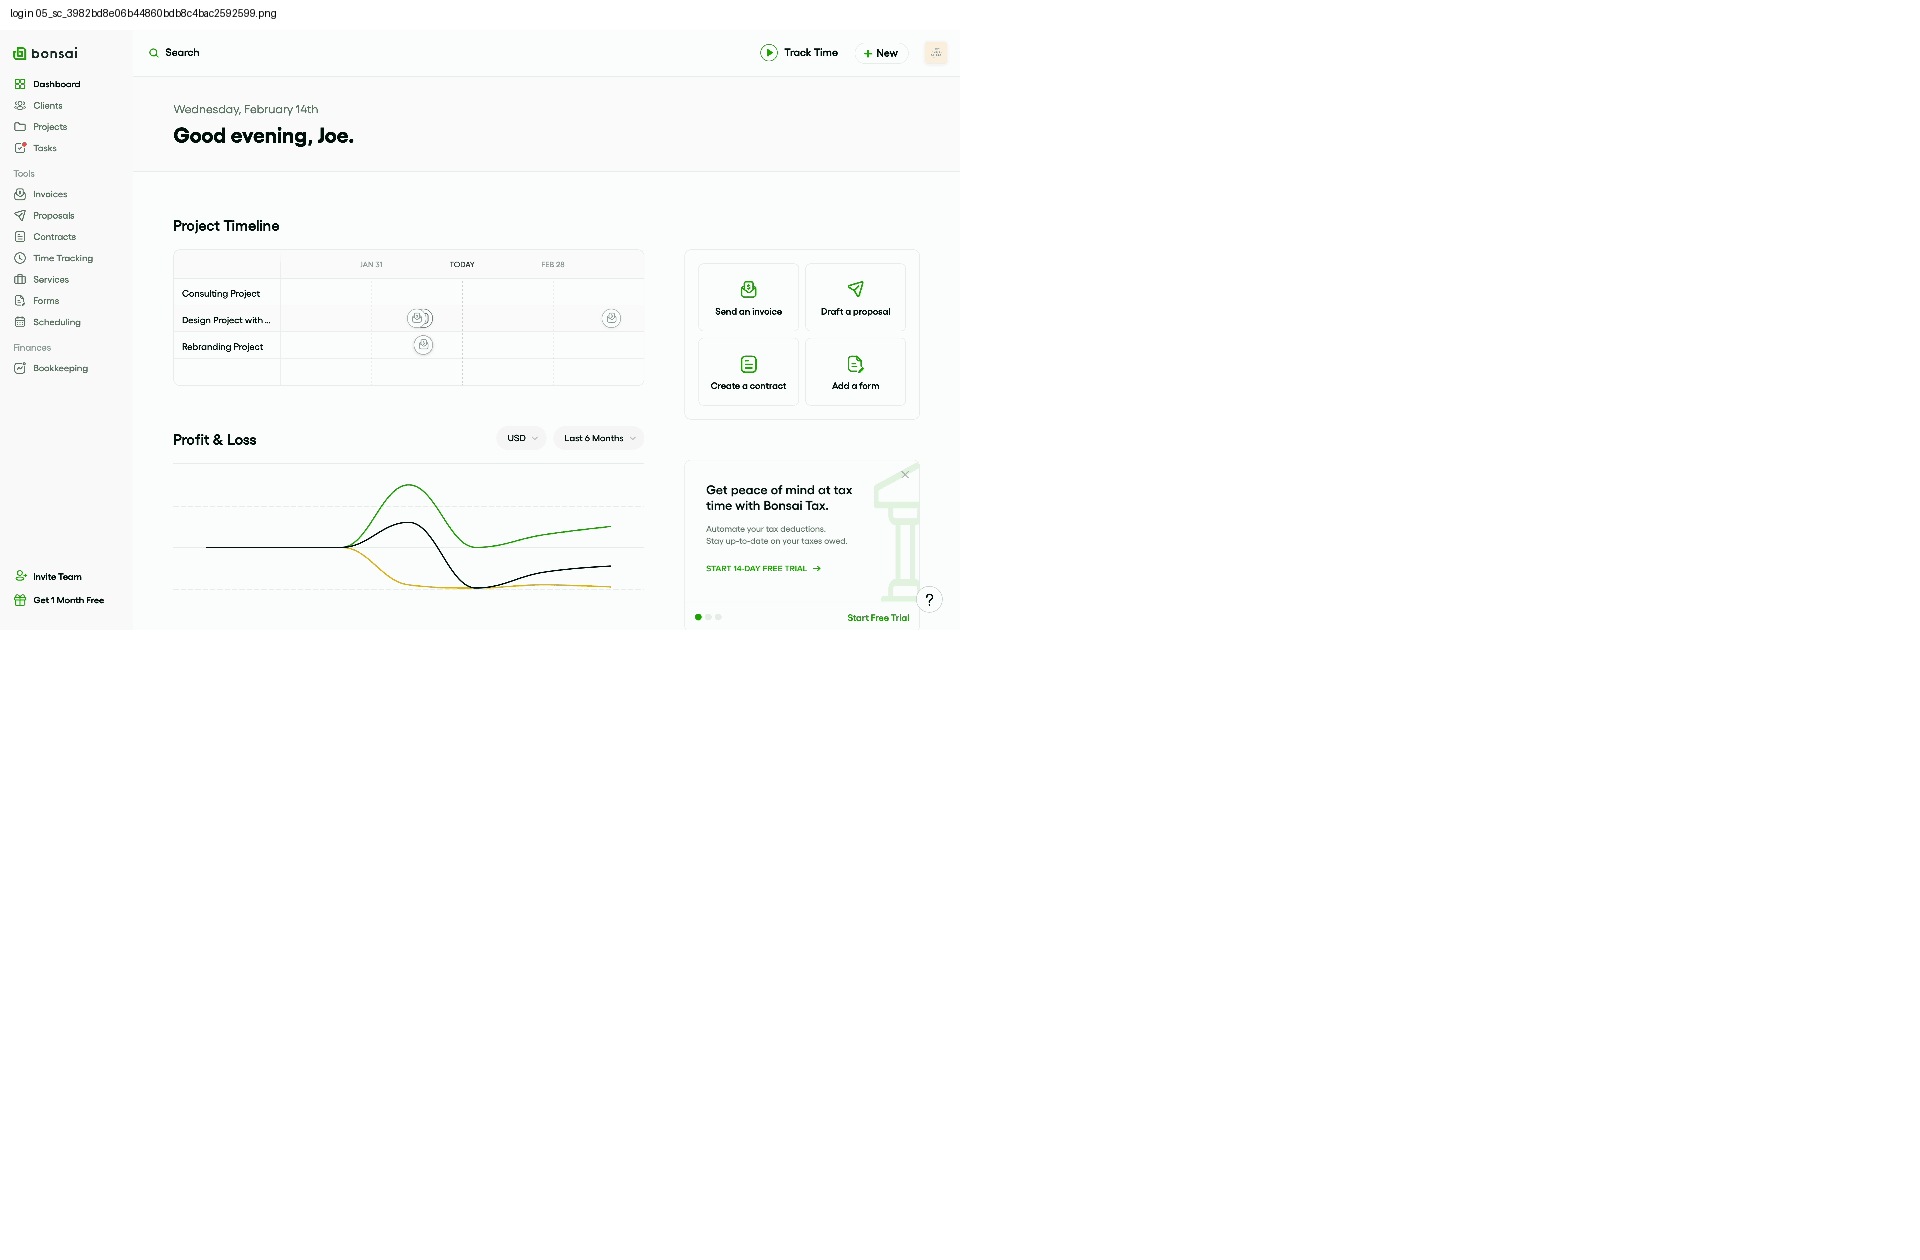 login 05_sc_3982bd8e06b44860bdb8c4bac2592599.png
bonsai
Search
Track Time
+ New
Dashboard
Clients
Projects
Tasks
Tools
Invoices
Proposals
Contracts
Time Tracking
Services
Forms
Scheduling
Finances
Bookkeeping
Invite Team
Get 1 Month Free
Wednesday, February 14th
Good evening, Joe.
Project Timeline
JAN 31 TODAY FEB 28
Consulting Project
Design Project with ...
Rebranding Project
Send an invoice
Draft a proposal
Create a contract
Add a form
Profit & Loss
USD
Last 6 Months
Get peace of mind at tax
time with Bonsai Tax.
Automate your tax deductions.
Stay up-to-date on your taxes owed.
START 14-DAY FREE TRIAL →
Start Free Trial
?